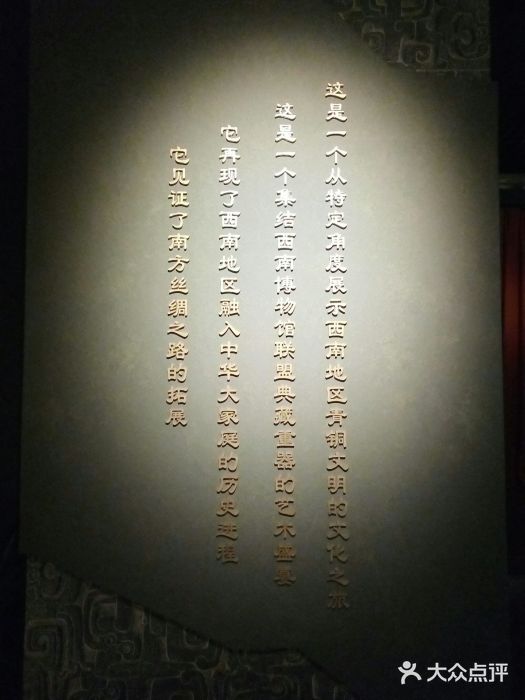 这是一个从特定角度展示西南地区青铜文明的文化之旅
这是一个集结西南博物馆联盟典藏重器的艺术盛宴
它再现了西南地区融入中华大家庭的历史进程
它见证了南方丝绸之路的拓展
大众点评